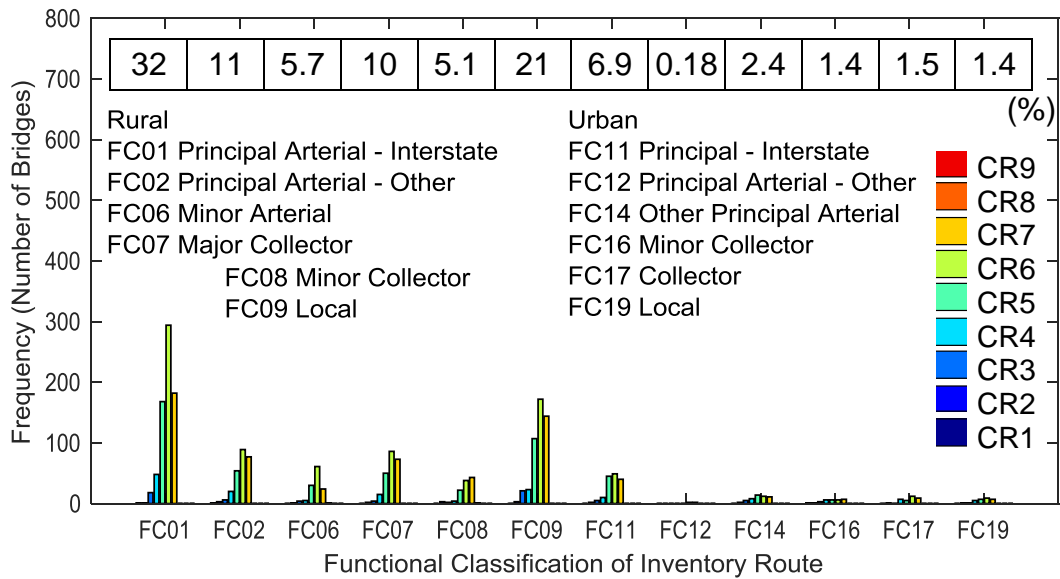 800
700
600
500
400
300
200
100
0
Frequency (Number of Bridges)
32 11 5.7 10 5.1 21 6.9 0.18 2.4 1.4 1.5 1.4
(%)
Rural
FC01 Principal Arterial - Interstate
FC02 Principal Arterial - Other
FC06 Minor Arterial
FC07 Major Collector
FC08 Minor Collector
FC09 Local
Urban
FC11 Principal - Interstate
FC12 Principal Arterial - Other
FC14 Other Principal Arterial
FC16 Minor Collector
FC17 Collector
FC19 Local
CR9
CR8
CR7
CR6
CR5
CR4
CR3
CR2
CR1
FC01 FC02 FC06 FC07 FC08 FC09 FC11 FC12 FC14 FC16 FC17 FC19
Functional Classification of Inventory Route